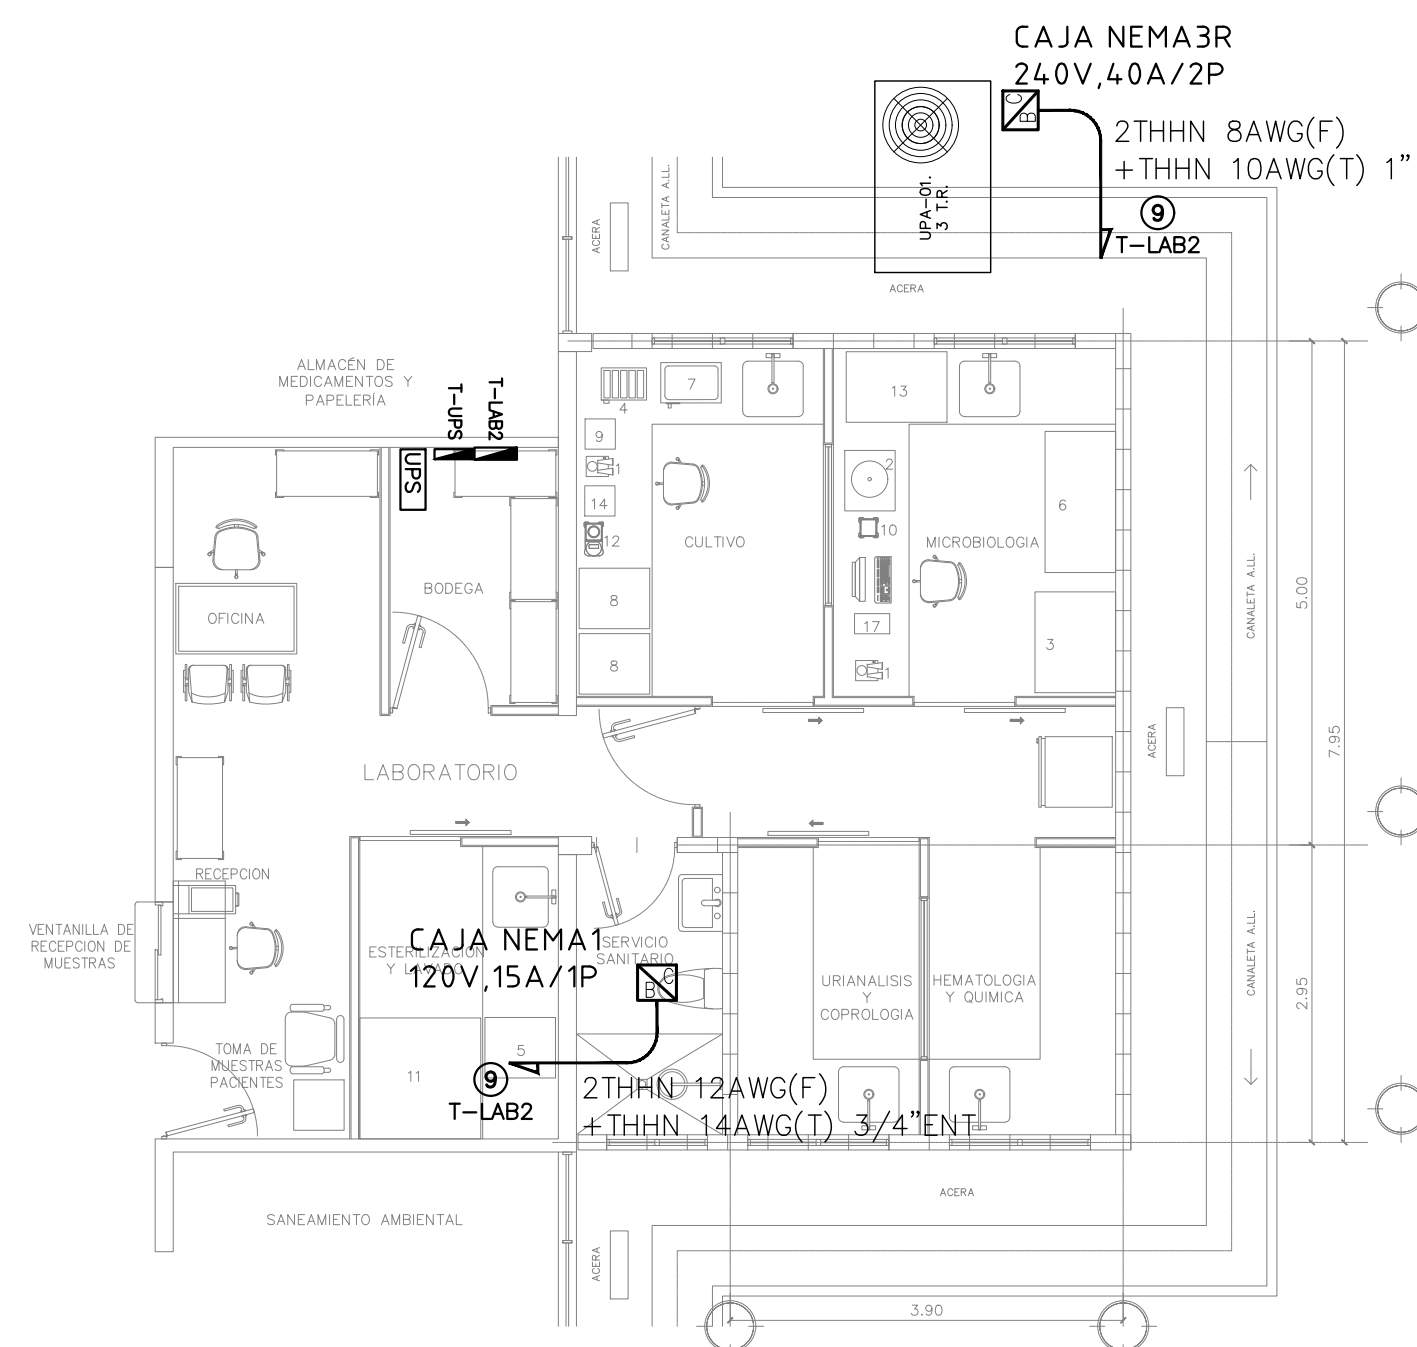 CAJA NEMA3R
240V,40A/2P
2THHN 8AWG(F)
+THHN 10AWG(T) 1"
9
T-LAB2
C
B
UPA-01.
3 T.R.
ACERA
CANALETA A.LL.
ACERA
ALMACÉN DE
MEDICAMENTOS Y
PAPELERÍA
T-UPS
T-LAB2
UPS
4
7
13
9
1
14
12
8
8
CULTIVO
2
10
MICROBIOLOGIA
6
17
3
1
OFICINA
BODEGA
CANALETA A.LL.
5.00
7.95
ACERA
LABORATORIO
RECEPCION
VENTANILLA DE
RECEPCION DE
MUESTRAS
ESTERILIZACION
Y LAVADO
CAJA NEMA1
120V,15A/1P
SERVICIO
SANITARIO
C
B
URIANALISIS
Y
COPROLOGIA
HEMATOLOGIA
Y QUIMICA
CANALETA A.LL.
2.95
TOMA DE
MUESTRAS
PACIENTES
11
5
9
T-LAB2
2THHN 12AWG(F)
+THHN 14AWG(T) 3/4"ENT
SANEAMIENTO AMBIENTAL
ACERA
ACERA
3.90